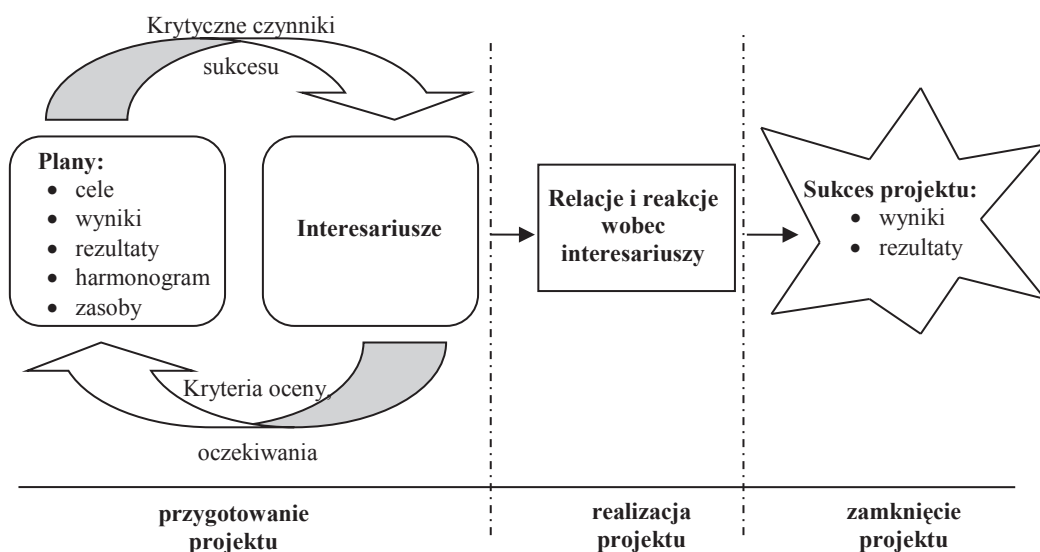 Krytyczne czynniki
sukcesu
Plany:
• cele
• wyniki
• rezultaty
• harmonogram
• zasoby
Interesariusze
Relacje i reakcje
wobec
interesariuszy
Sukces projektu:
• wyniki
• rezultaty
Kryteria oceny,
oczekiwania
przygotowanie
projektu
realizacja
projektu
zamknięcie
projektu